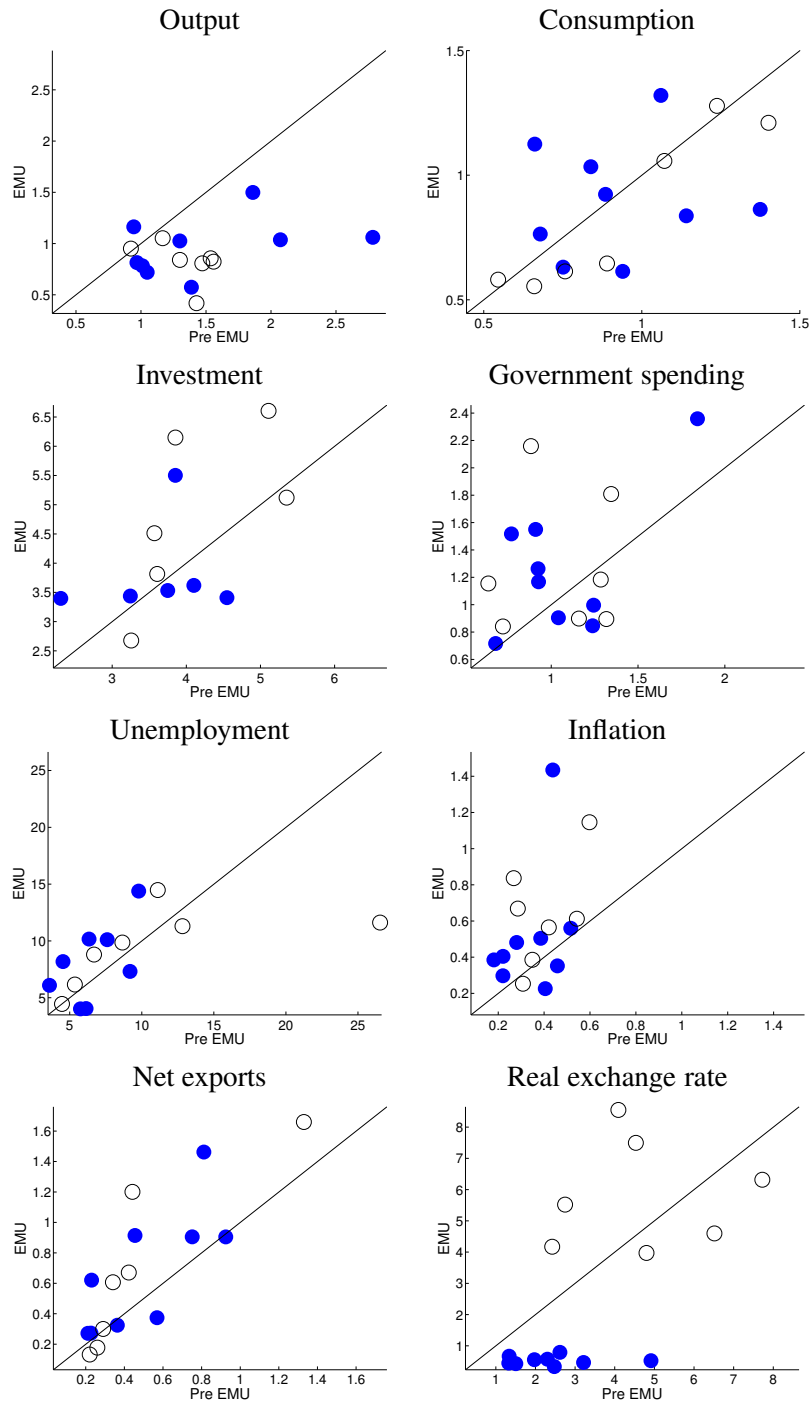 Output
2.5
2
1.5
1
0.5
EMU
0.5 1 1.5 2 2.5
Pre EMU
Consumption
1.5
1
0.5
EMU
0.5 1 1.5
Pre EMU
Investment
6.5
6
5.5
5
4.5
4
3.5
3
2.5
EMU
3 4 5 6
Pre EMU
Government spending
2.4
2.2
2
1.8
1.6
1.4
1.2
1
0.8
0.6
EMU
1 1.5 2
Pre EMU
Unemployment
25
20
15
10
5
EMU
5 10 15 20 25
Pre EMU
Inflation
1.4
1.2
1
0.8
0.6
0.4
0.2
EMU
0.2 0.4 0.6 0.8 1 1.2 1.4
Pre EMU
Net exports
1.6
1.4
1.2
1
0.8
0.6
0.4
0.2
EMU
0.2 0.4 0.6 0.8 1 1.2 1.4 1.6
Pre EMU
Real exchange rate
8
7
6
5
4
3
2
1
EMU
1 2 3 4 5 6 7 8
Pre EMU